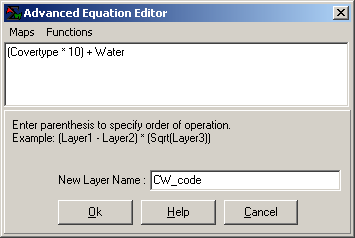 Advanced Equation Editor
Maps Functions
(Covertype * 10) + Water
Enter parenthesis to specify order of operation.
Example: (Layer1 - Layer2) * (Sqrt(Layer3))
New Layer Name : CW_code
Ok Help Cancel